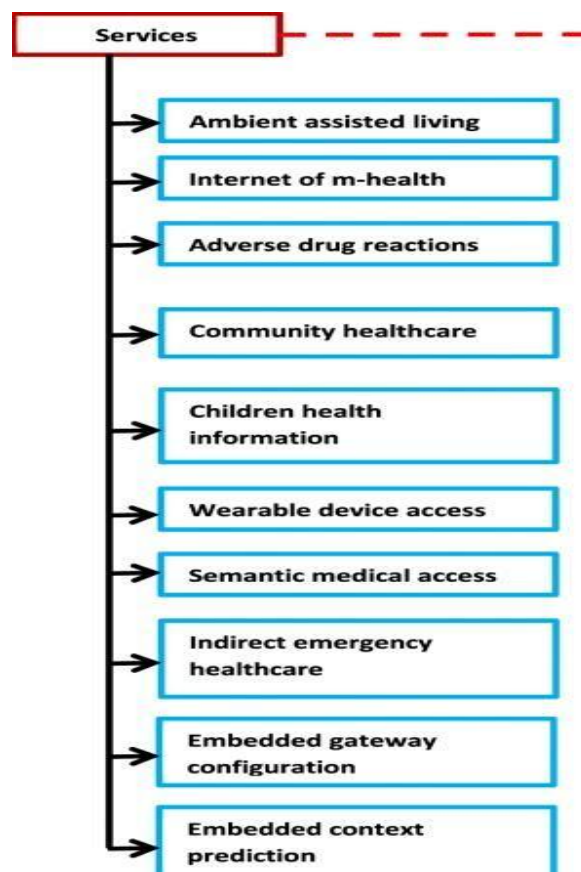 Services
Ambient assisted living
Internet of m-health
Adverse drug reactions
Community healthcare
Children health
information
Wearable device access
Semantic medical access
Indirect emergency
healthcare
Embedded gateway
configuration
Embedded context
prediction